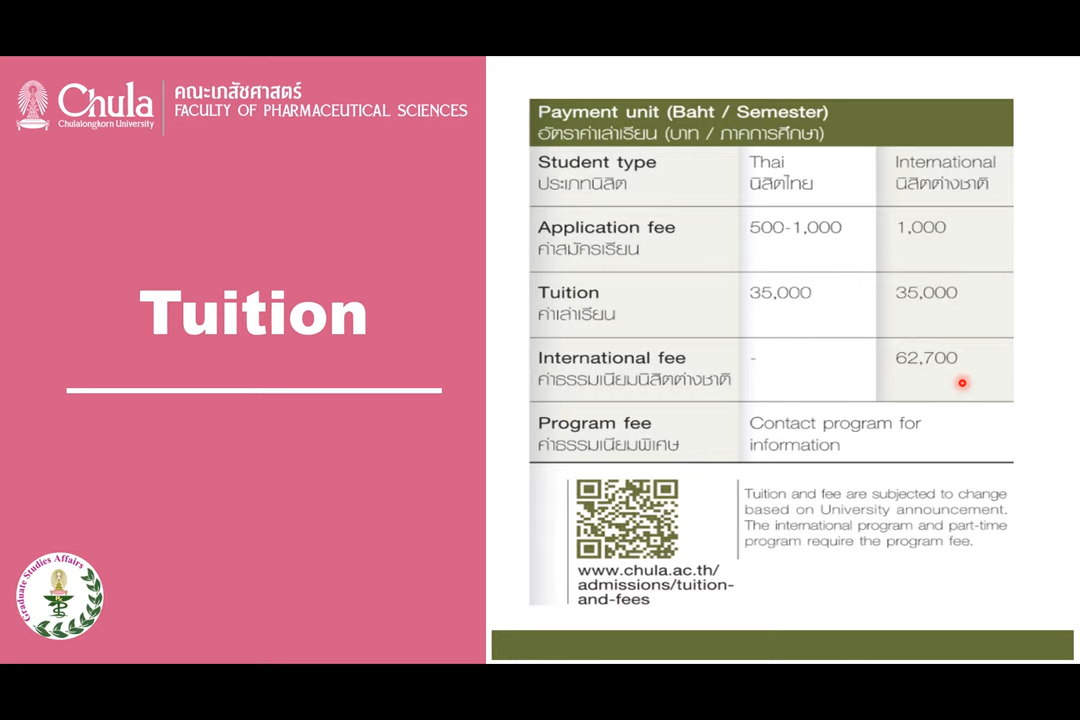 Chula
Chulalongkorn University
คณะเภสัชศาสตร์
FACULTY OF PHARMACEUTICAL SCIENCES
Tuition
Graduate Studies Affairs
Payment unit (Baht / Semester)
อัตราค่าเล่าเรียน (บาท / ภาคการศึกษา)
Student type Thai International
ประเภทนิสิต นิสิตไทย นิสิตต่างชาติ
Application fee 500-1,000 1,000
ค่าสมัครเรียน
Tuition 35,000 35,000
ค่าเล่าเรียน
International fee - 62,700
ค่าธรรมเนียมนิสิตต่างชาติ
Program fee Contact program for
ค่าธรรมเนียมพิเศษ information
www.chula.ac.th/
admissions/tuition-
and-fees
Tuition and fee are subjected to change
based on University announcement.
The international program and part-time
program require the program fee.